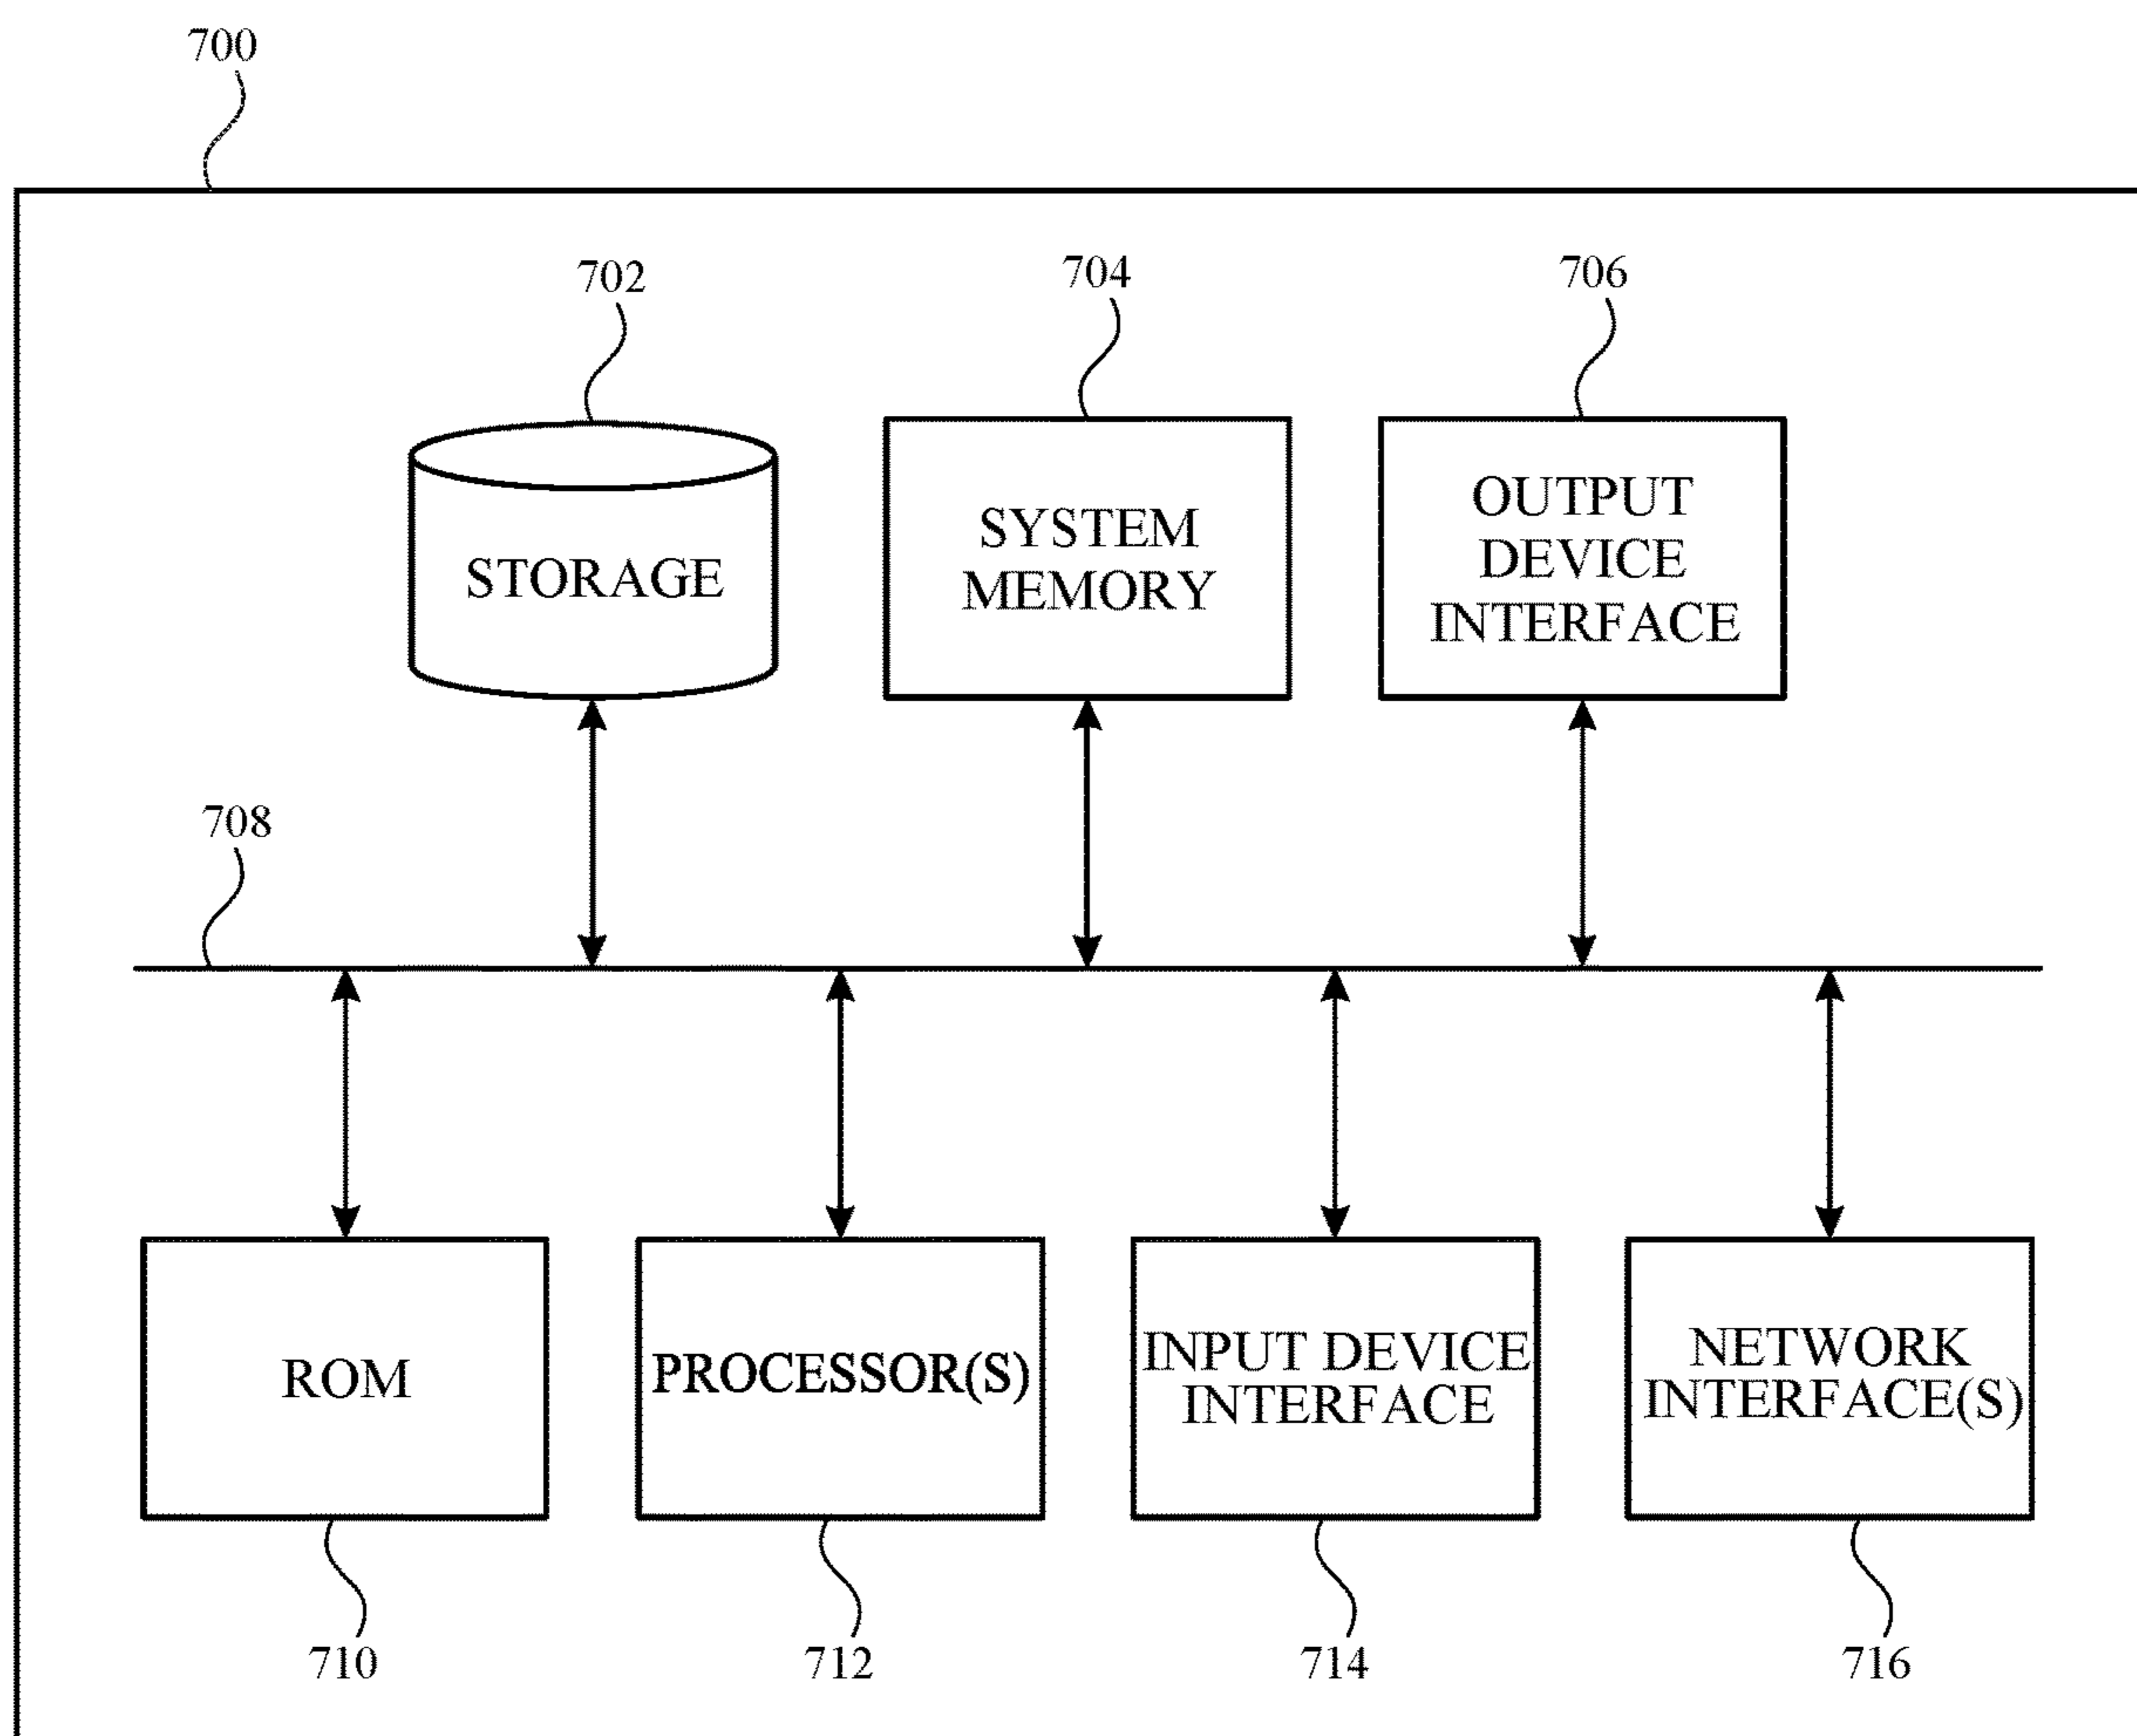 700
702
704
706
STORAGE
SYSTEM
MEMORY
OUTPUT
DEVICE
INTERFACE
708
ROM
PROCESSOR(S)
INPUT DEVICE
INTERFACE
NETWORK
INTERFACE(S)
710
712
714
716